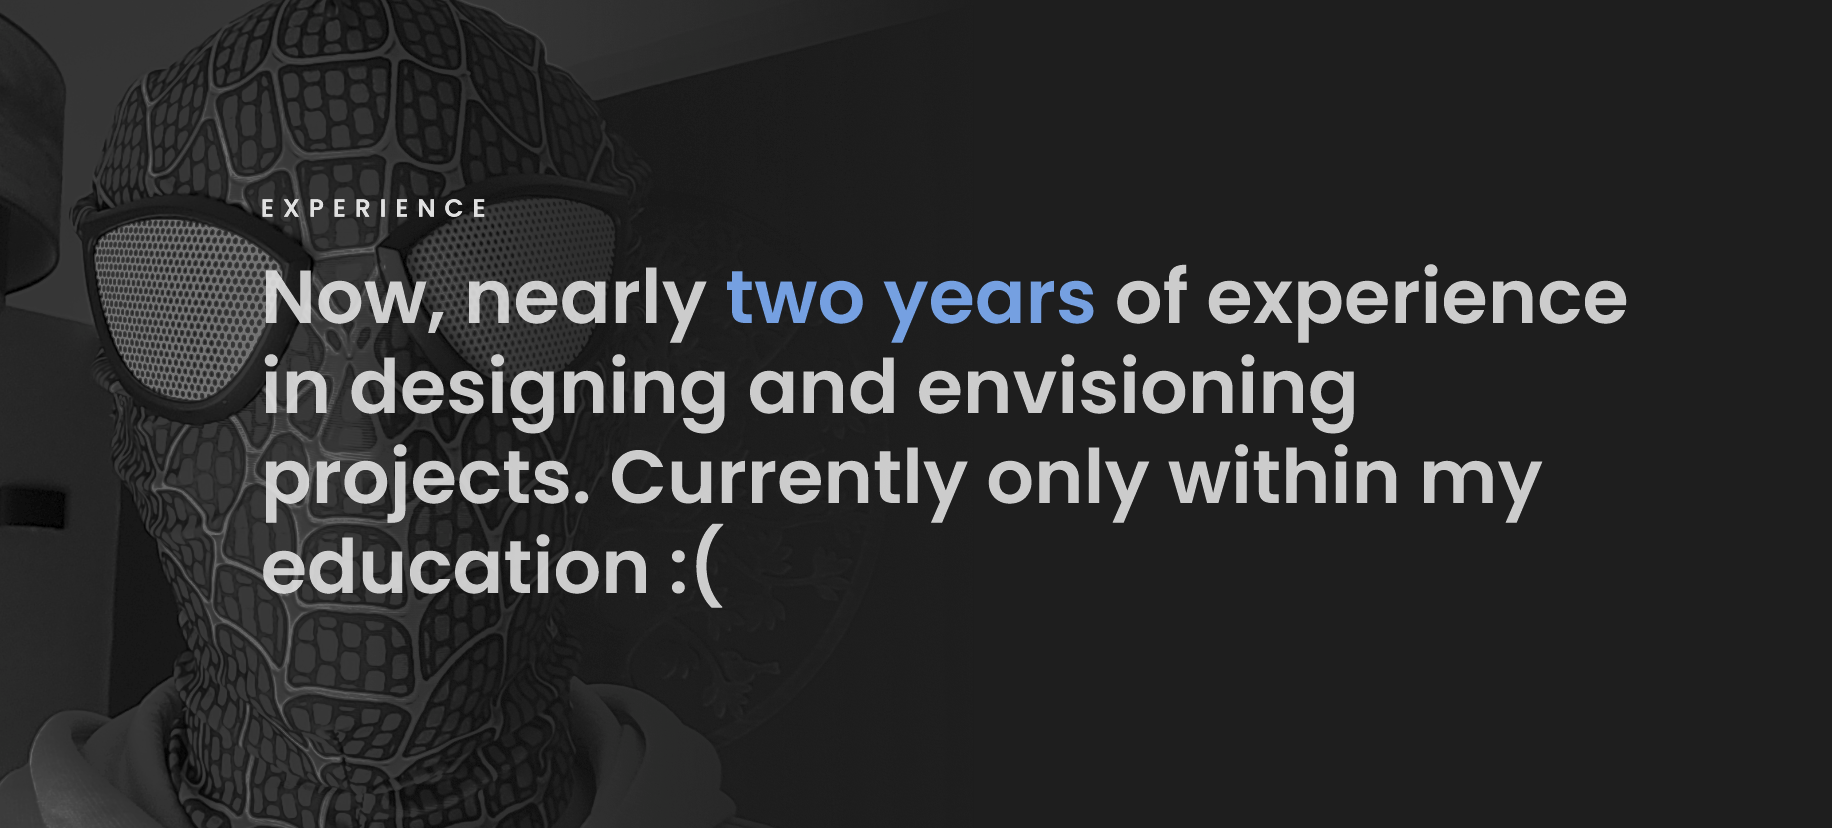 EXPERIENCE
Now, nearly two years of experience
in designing and envisioning
projects. Currently only within my
education :(